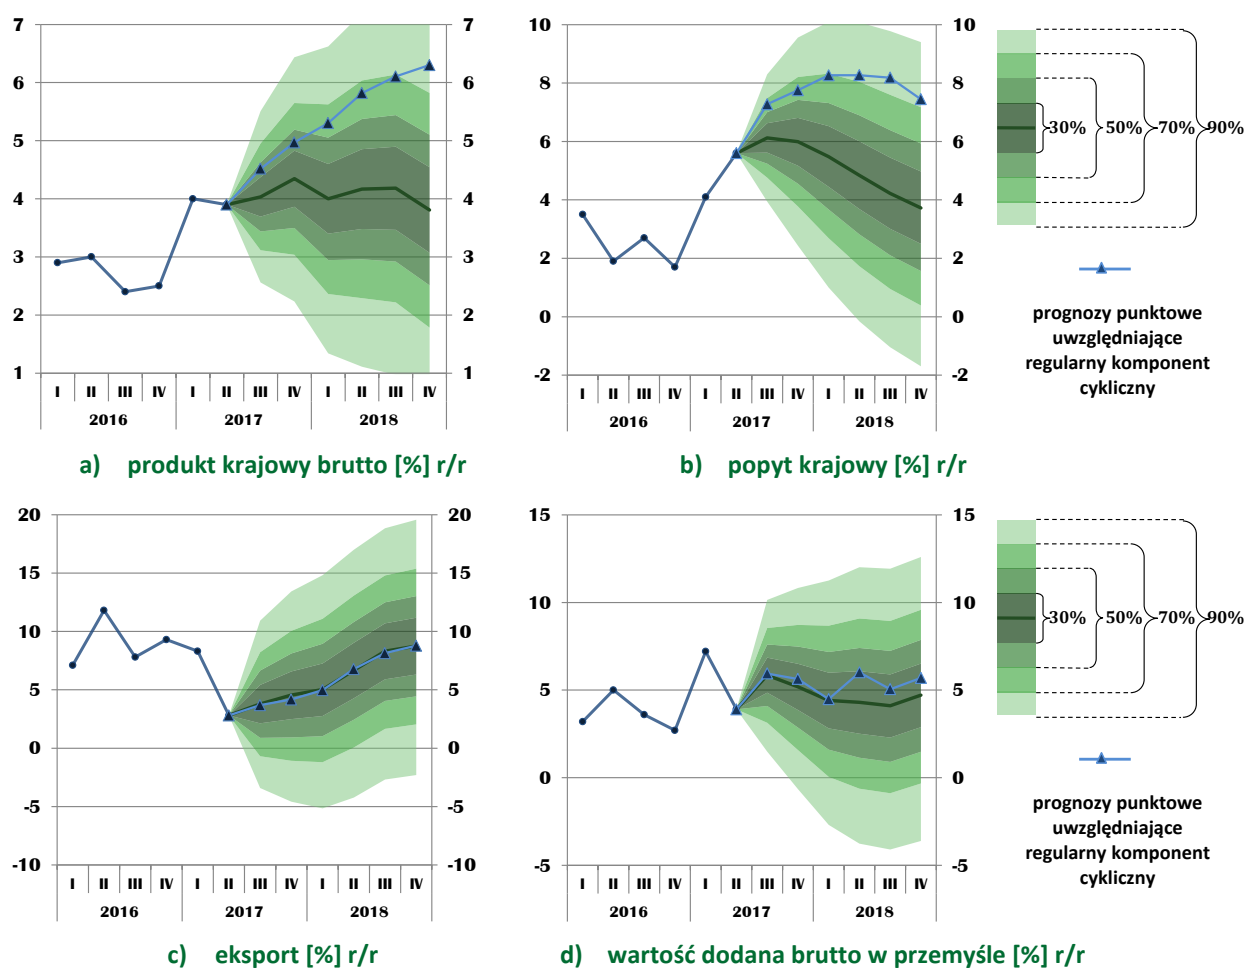 7 7 10 10
6 6 8 8
5 5 6 6
4 4 4 4
3 3 2 2
2 2 0 0
1 1 -2 -2
30% 50% 70% 90%
prognozy punktowe
uwzględniające
regularny komponent
cykliczny
I II III IV I II III IV I II III IV
2016 2017 2018
I II III IV I II III IV I II III IV
2016 2017 2018
a) produkt krajowy brutto [%] r/r
b) popyt krajowy [%] r/r
20 20 15 15
15 15 10 10
10 10 5 5
5 5 0 0
0 0 -5 -5
-5 -5
-10 -10
30% 50% 70% 90%
prognozy punktowe
uwzględniające
regularny komponent
cykliczny
I II III IV I II III IV I II III IV
2016 2017 2018
I II III IV I II III IV I II III IV
2016 2017 2018
c) eksport [%] r/r
d) wartość dodana brutto w przemyśle [%] r/r